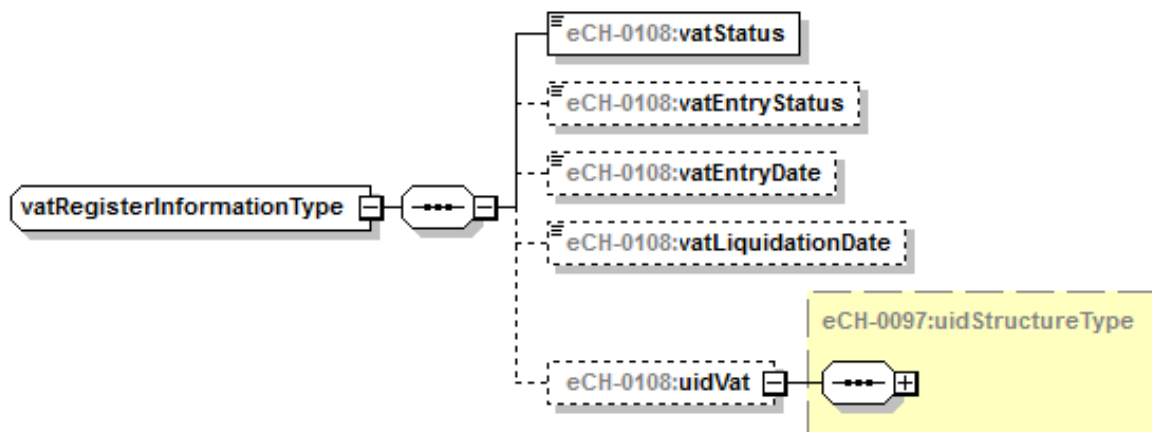 eCH-0108:vatStatus
eCH-0108:vatEntryStatus
eCH-0108:vatEntryDate
vatRegisterInformationType
eCH-0108:vatLiquidationDate
eCH-0097:uidStructureType
eCH-0108:uidVat